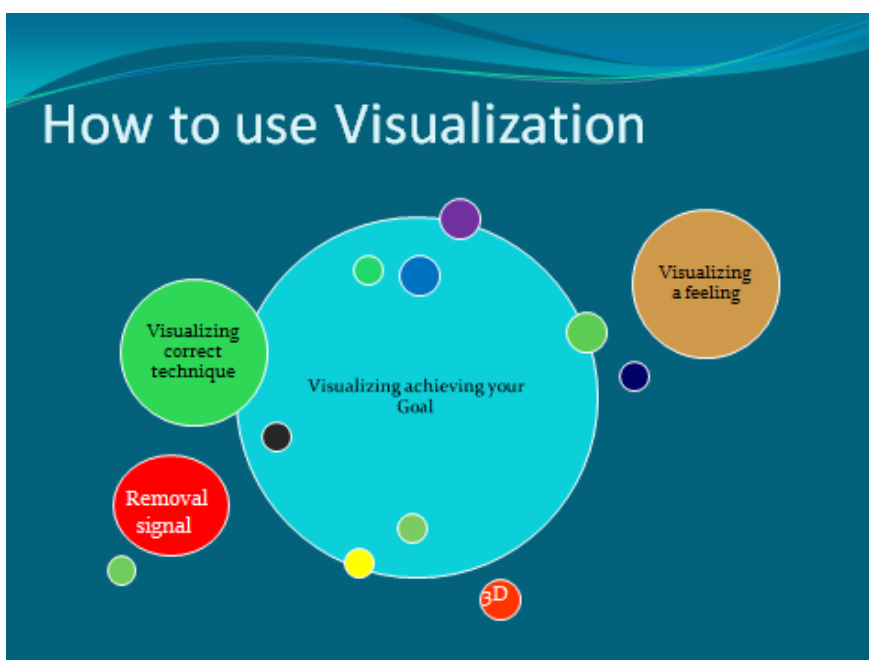 How to use Visualization
Visualizing
a feeling
Visualizing
correct
technique
Visualizing achieving your
Goal
Removal
signal
3D